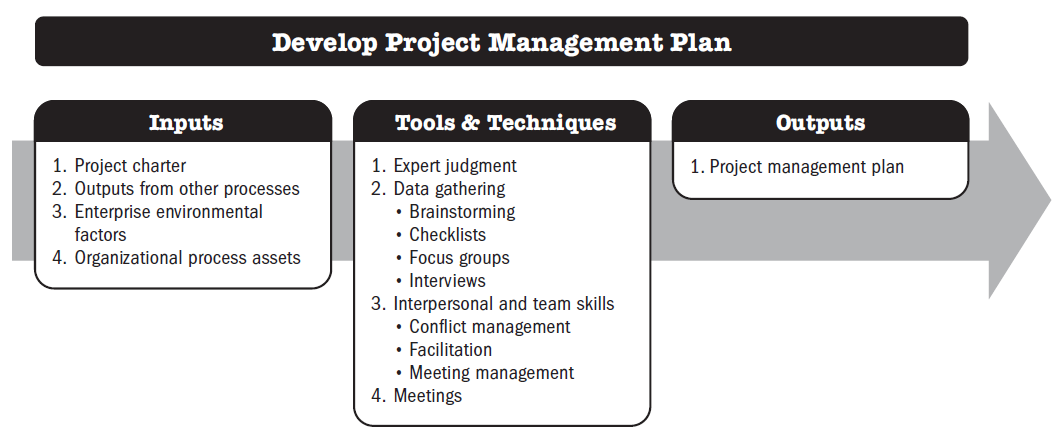 Develop Project Management Plan
Inputs
1. Project charter
2. Outputs from other processes
3. Enterprise environmental
factors
4. Organizational process assets
Tools & Techniques
1. Expert judgment
2. Data gathering
• Brainstorming
• Checklists
• Focus groups
• Interviews
3. Interpersonal and team skills
• Conflict management
• Facilitation
• Meeting management
4. Meetings
Outputs
1. Project management plan